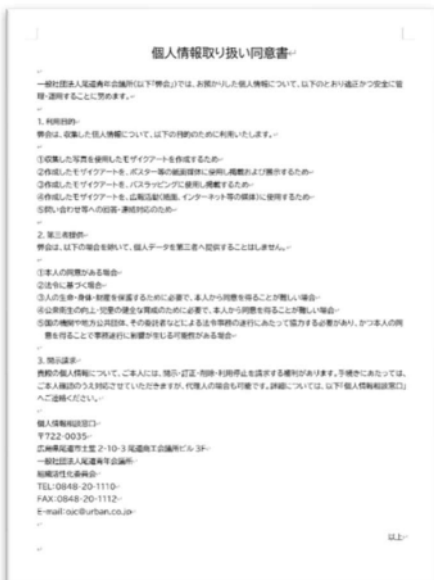 個人情報取り扱い同意書
一般社団法人尾道青年会議所(以下「弊会」)では、お預かりした個人情報について、以下のとおり適正かつ安全に管
理・運用することに努めます。
1. 利用目的
弊会は、収集した個人情報について、以下の目的のために利用いたします。
①収集した写真を使用したモザイクアートを作成するため
②作成したモザイクアートを、ポスター等の紙面媒体に使用し掲載および展示するため
③作成したモザイクアートを、バスラッピングに使用し掲載するため
④作成したモザイクアートを、広報活動(紙面、インターネット等の媒体)に使用するため
⑤問い合わせ等への回答・連絡対応のため
2. 第三者提供
弊会は、以下の場合を除いて、個人データを第三者へ提供することはしません。
①本人の同意がある場合
②法令に基づく場合
③人の生命・身体・財産を保護するために必要で、本人から同意を得ることが難しい場合
④公衆衛生の向上・児童の健全な育成のために必要で、本人から同意を得ることが難しい場合
⑤国の機関や地方公共団体、その委託者などによる法令事務の遂行にあたって協力する必要があり、かつ本人の同
意を得ることで事務遂行に影響が生じる可能性がある場合
3. 開示請求
貴殿の個人情報について、ご本人には、開示・訂正・削除・利用停止を請求する権利があります。手続きにあたっては、
ご本人確認のうえ対応させていただきますが、代理人の場合も可能です。詳細については、以下「個人情報相談窓口」
へご連絡ください。
個人情報相談窓口
〒722-0035
広島県尾道市土堂 2-10-3 尾道商工会議所ビル 3F
一般社団法人尾道青年会議所
組織活性化委員会
TEL:0848-20-1110
FAX:0848-20-1112
E-mail:ojc@urban.co.jp
以上